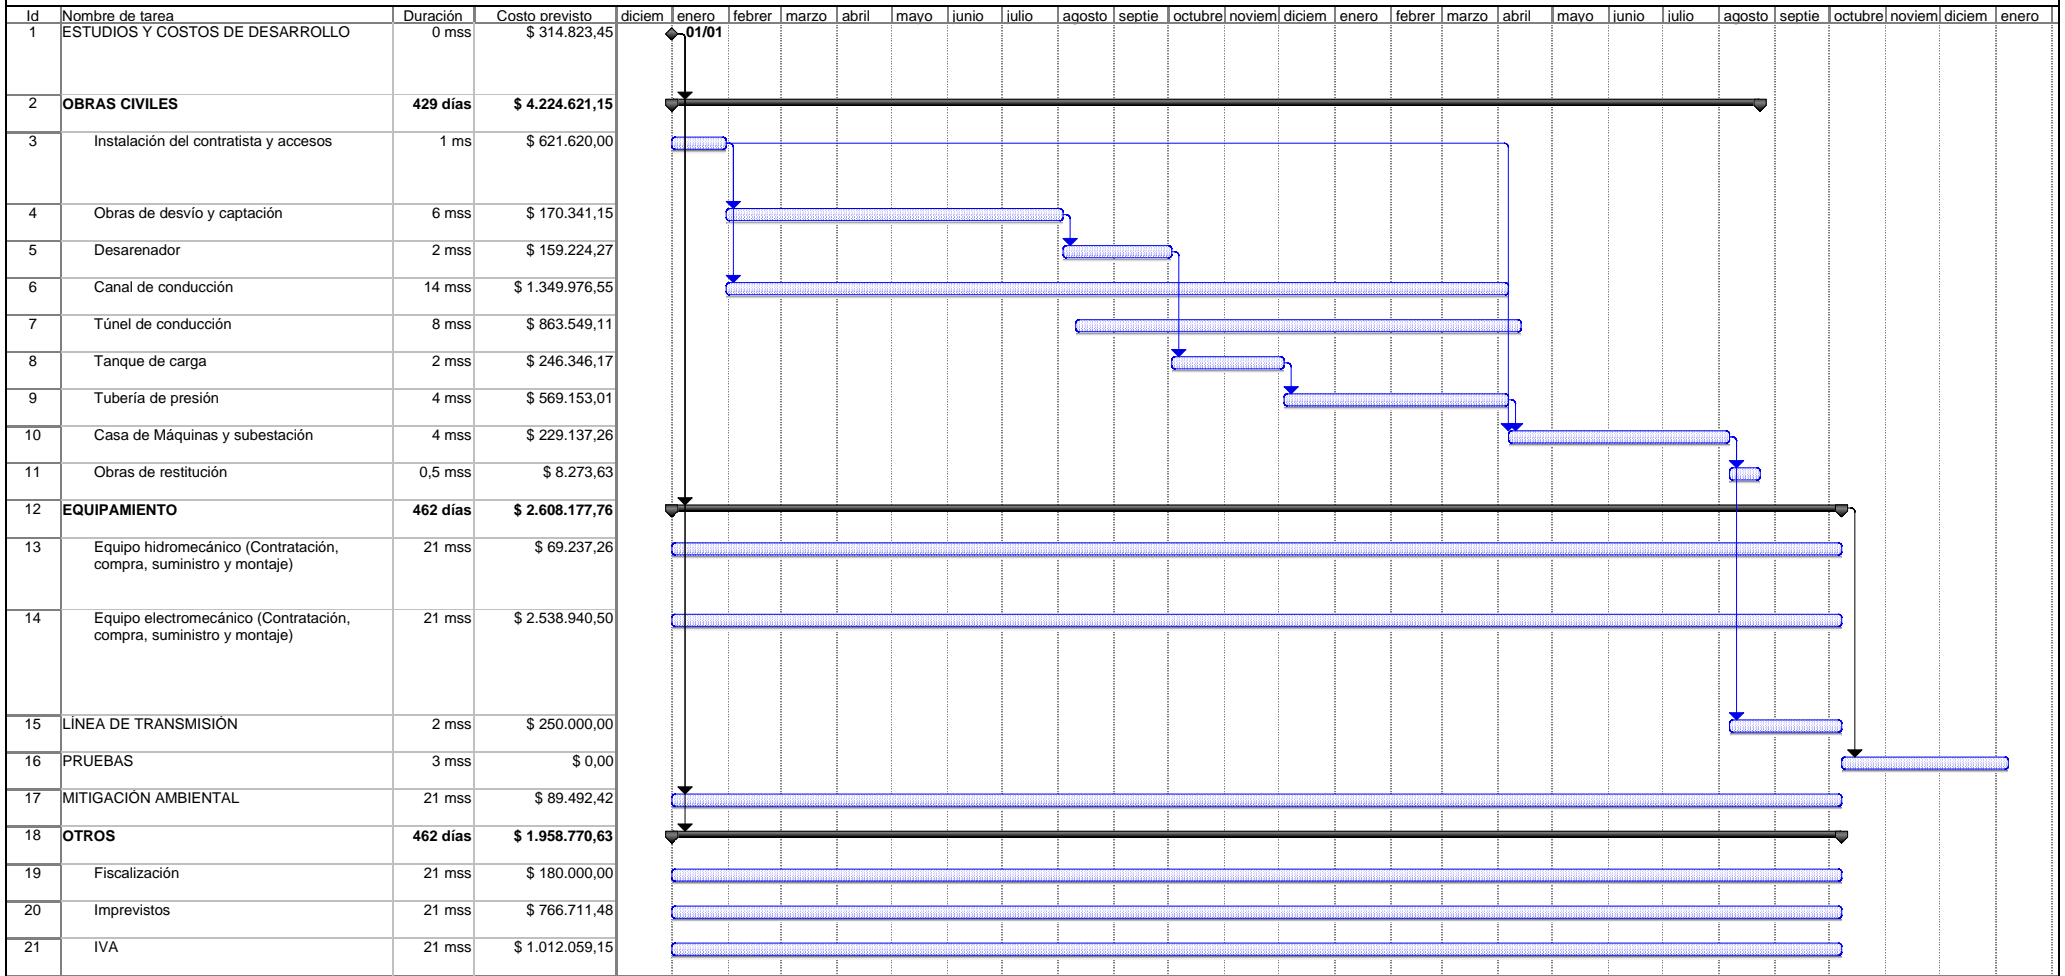 Id Nombre de tarea Duración Costo previsto diciem enero febrer marzo abril mayo junio julio agosto septie octubre noviem diciem enero febrer marzo abril mayo junio julio agosto septie octubre noviem diciem enero
1 ESTUDIOS Y COSTOS DE DESARROLLO 0 mss $ 314.823,45 01/01
2 OBRAS CIVILES 429 días $ 4.224.621,15
3 Instalación del contratista y accesos 1 ms $ 621.620,00
4 Obras de desvío y captación 6 mss $ 170.341,15
5 Desarenador 2 mss $ 159.224,27
6 Canal de conducción 14 mss $ 1.349.976,55
7 Túnel de conducción 8 mss $ 863.549,11
8 Tanque de carga 2 mss $ 246.346,17
9 Tubería de presión 4 mss $ 569.153,01
10 Casa de Máquinas y subestación 4 mss $ 229.137,26
11 Obras de restitución 0,5 mss $ 8.273,63
12 EQUIPAMIENTO 462 días $ 2.608.177,76
13 Equipo hidromecánico (Contratación, 21 mss $ 69.237,26
compra, suministro y montaje)
14 Equipo electromecánico (Contratación, 21 mss $ 2.538.940,50
compra, suministro y montaje)
15 LÍNEA DE TRANSMISIÓN 2 mss $ 250.000,00
16 PRUEBAS 3 mss $ 0,00
17 MITIGACIÓN AMBIENTAL 21 mss $ 89.492,42
18 OTROS 462 días $ 1.958.770,63
19 Fiscalización 21 mss $ 180.000,00
20 Imprevistos 21 mss $ 766.711,48
21 IVA 21 mss $ 1.012.059,15